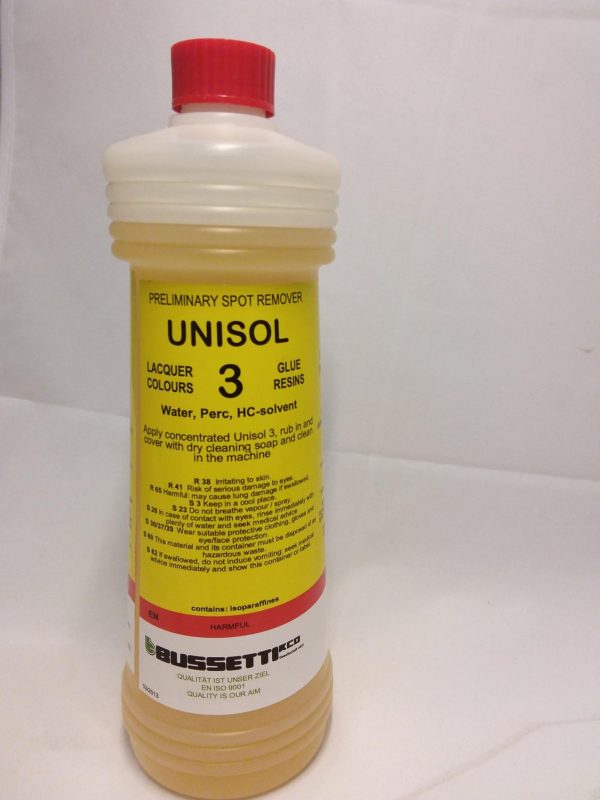 PRELIMINARY SPOT REMOVER
UNISOL
LACQUER
COLOURS
3
GLUE
RESINS
Water, Perc, HC-solvent
Apply concentrated Unisol 3, rub in and
cover with dry cleaning soap and clean
in the machine
R 38 Irritating to skin.
R 41 Risk of serious damage to eyes.
R 65 Harmful: may cause lung damage if swallowed.
S 3 Keep in a cool place.
S 23 Do not breathe vapour / spray.
S 26 In case of contact with eyes, rinse immediately with
plenty of water and seek medical advice
S 36/37/39 Wear suitable protective clothing, gloves and
eye/face protection.
S 60 This material and its container must be disposed of as
hazardous waste.
S 62 If swallowed, do not induce vomiting: seek medical
advice immediately and show this container or label.
contains: isoparaffines
EN
HARMFUL
BUSSETTI &CO
QUALITÄT IST UNSER ZIEL
EN ISO 9001
QUALITY IS OUR AIM